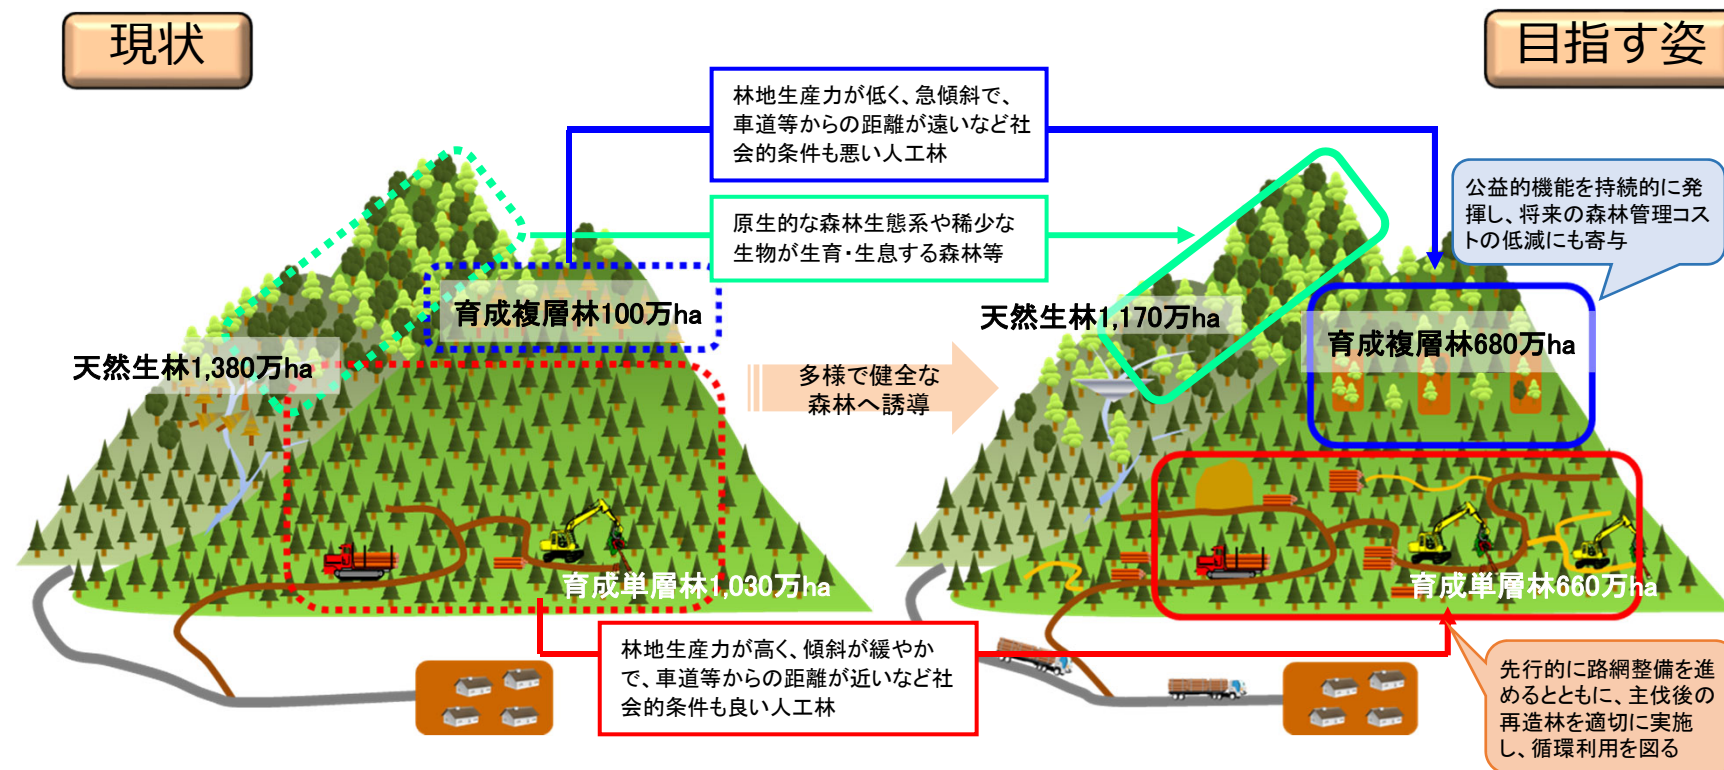 現状
目指す姿
林地生産力が低く、急傾斜で、
車道等からの距離が遠いなど社
会的条件も悪い人工林
原生的な森林生態系や稀少な
生物が生育・生息する森林等
公益的機能を持続的に発
揮し、将来の森林管理コス
トの低減にも寄与
育成複層林100万ha
天然生林1,380万ha
育成単層林1,030万ha
多様で健全な
森林へ誘導
天然生林1,170万ha
育成複層林680万ha
育成単層林660万ha
林地生産力が高く、傾斜が緩やか
で、車道等からの距離が近いなど社
会的条件も良い人工林
先行的に路網整備を進
めるとともに、主伐後の
再造林を適切に実施
し、循環利用を図る